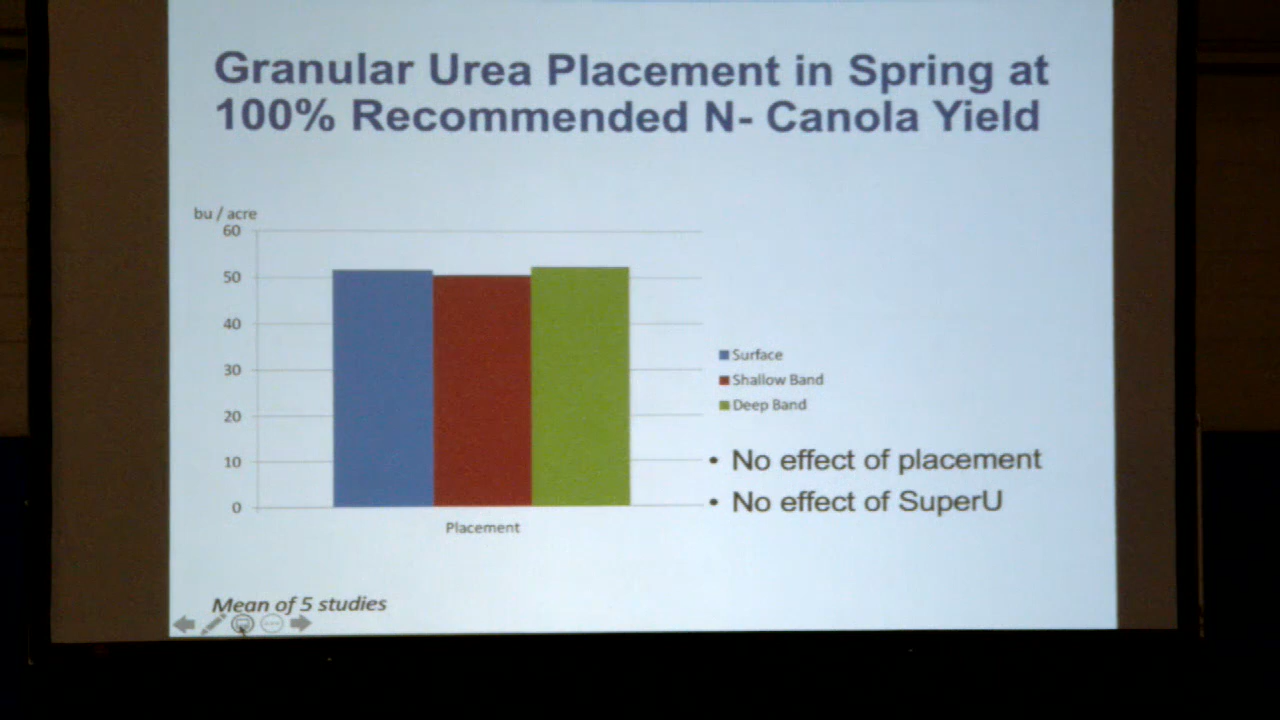 Granular Urea Placement in Spring at
100% Recommended N- Canola Yield
bu / acre
60
50
40
30
20
10
0
Placement
Surface
Shallow Band
Deep Band
• No effect of placement
• No effect of SuperU
Mean of 5 studies